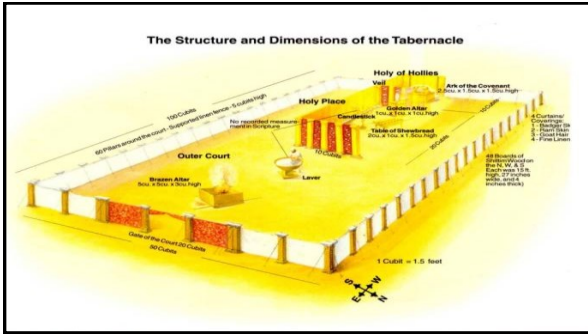 The Structure and Dimensions of the Tabernacle
Holy of Hollies
Veil
Ark of the Covenant
2.5cu. x 1.5cu. x 1.5cu high
100 Cubits
60 Pillars around the court - Supported linen fence - 5 cubits high
Holy Place
Golden Altar
1cu. x 1cu. x 1cu. high
10 Cubits
No recorded measure-
ment in Scripture
Candlestick
4 Curtains/
Coverings:
1 - Badger Sk
2 - Ram Skin
3 - Goat Hair
4 - Fine Linen
Table of Shewbread
2cu. x 1cu. x 1.5cu. high
10 Cubits
20 Cubits
Outer Court
48 Boards of
Shittim Wood on
the N, W, & S
Each was 15 ft.
high, 27 inches
wide, and 4
inches thick)
Brazen Altar
5cu. x 5cu. x 3cu. high
Laver
Gate of the Court 20 Cubits
50 Cubits
1 Cubit = 1.5 feet
S
W
E
N